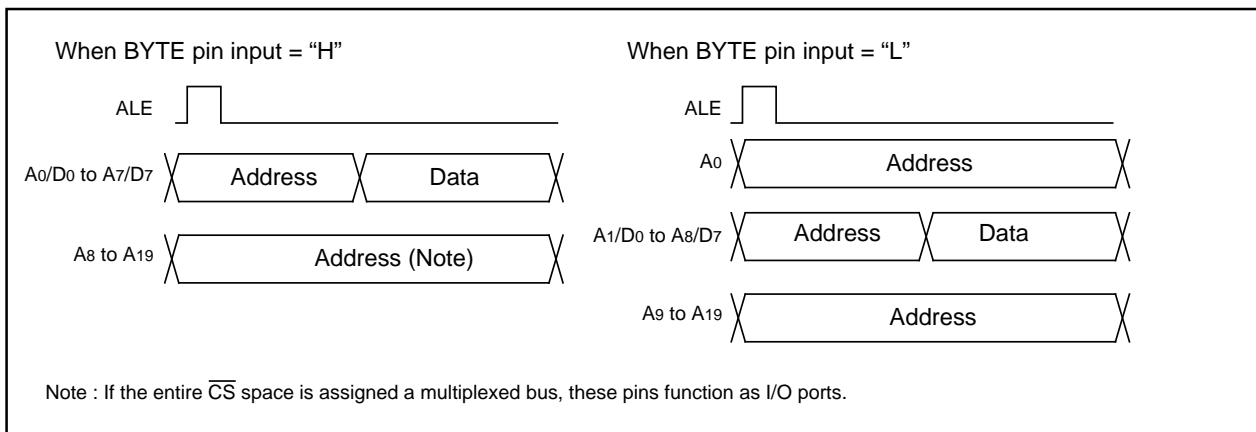 When BYTE pin input = “H”
ALE
A0/D0 to A7/D7
Address
Data
A8 to A19
Address (Note)
When BYTE pin input = “L”
ALE
A0
Address
A1/D0 to A8/D7
Address
Data
A9 to A19
Address
Note : If the entire C̅S̅ space is assigned a multiplexed bus, these pins function as I/O ports.